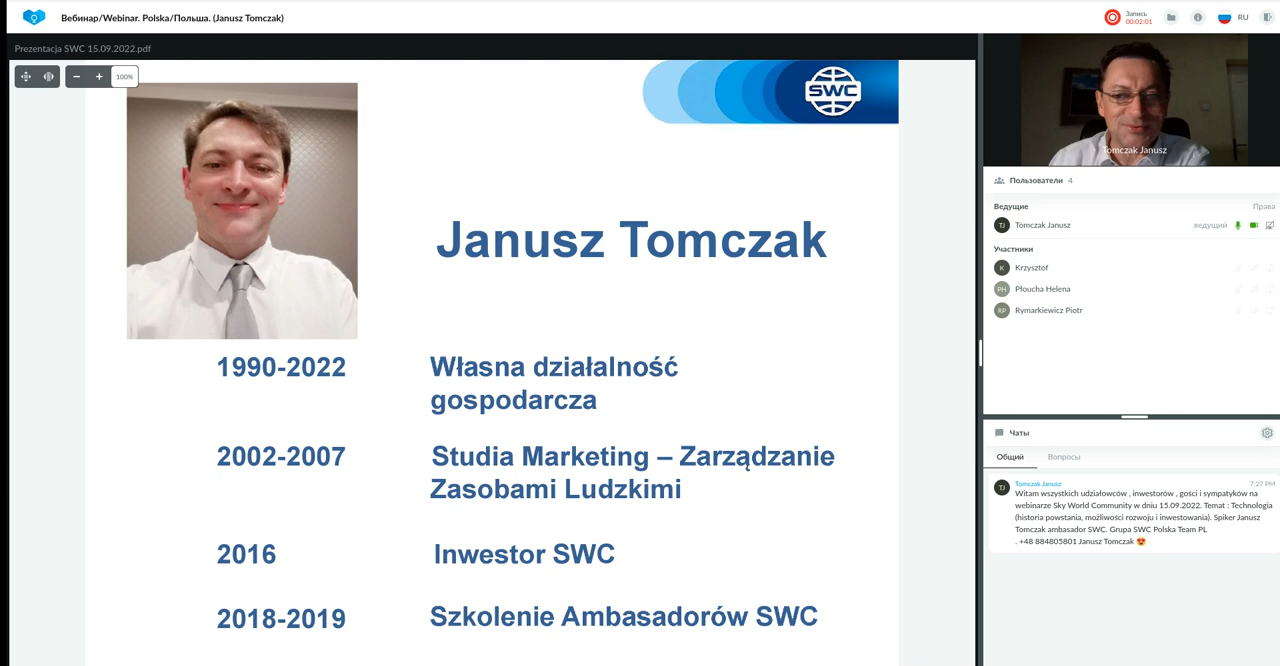 Вебинар/Webinar. Polska/Польша. (Janusz Tomczak)
Запись
00:02:01
RU
Prezentacja SWC 15.09.2022.pdf
100%
SWC
Janusz Tomczak
1990-2022
Własna działalność
gospodarcza
2002-2007
Studia Marketing – Zarządzanie
Zasobami Ludzkimi
2016
Inwestor SWC
2018-2019
Szkolenie Ambasadorów SWC
Tomczak Janusz
Пользователи 4
Ведущие
Права
TJ
Tomczak Janusz
ведущий
Участники
K
Krzysztof
PH
Płoucha Helena
RP
Rymarkiewicz Piotr
Чаты
Общий
Вопросы
TJ
Tomczak Janusz
7:27 PM
Witam wszystkich udziałowców , inwestorów , gości i sympatyków na
webinarze Sky World Community w dniu 15.09.2022. Temat : Technologia
(historia powstania, możliwości rozwoju i inwestowania). Spiker Janusz
Tomczak ambasador SWC. Grupa SWC Polska Team PL
. +48 884805801 Janusz Tomczak 😍